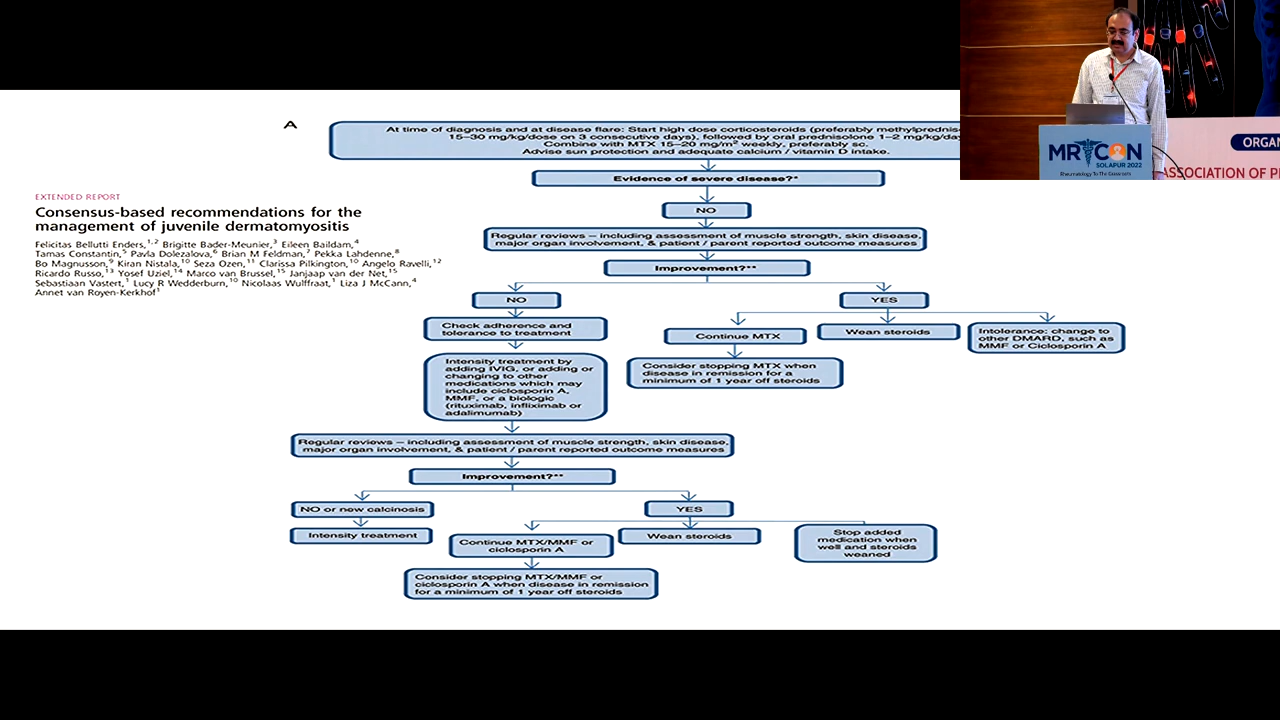 A
At time of diagnosis and at disease flare: Start high dose corticosteroids (preferably methylprednis
15–30 mg/kg/dose on 3 consecutive days), followed by oral prednisolone 1–2 mg/kg/day
Combine with MTX 15–20 mg/m² weekly, preferably sc.
Advise sun protection and adequate calcium / vitamin D intake.
Evidence of severe disease?*
NO
Regular reviews – including assessment of muscle strength, skin disease,
major organ involvement, & patient / parent reported outcome measures
Improvement?**
NO
YES
Check adherence and
tolerance to treatment
Continue MTX
Wean steroids
Intolerance: change to
other DMARD, such as
MMF or Ciclosporin A
Intensity treatment by
adding IVIG, or adding or
changing to other
medications which may
include ciclosporin A,
MMF, or a biologic
(rituximab, infliximab or
adalimumab)
Consider stopping MTX when
disease in remission for a
minimum of 1 year off steroids
Regular reviews – including assessment of muscle strength, skin disease,
major organ involvement, & patient / parent reported outcome measures
Improvement?**
NO or new calcinosis
YES
Intensity treatment
Continue MTX/MMF or
ciclosporin A
Wean steroids
Stop added
medication when
well and steroids
weaned
Consider stopping MTX/MMF or
ciclosporin A when disease in remission
for a minimum of 1 year off steroids
EXTENDED REPORT
Consensus-based recommendations for the
management of juvenile dermatomyositis
Felicitas Bellutti Enders,1,2 Brigitte Bader-Meunier,3 Eileen Baildam,4
Tamas Constantin,5 Pavla Dolezalova,6 Brian M Feldman,7 Pekka Lahdenne,8
Bo Magnusson,9 Kiran Nistala,10 Seza Ozen,11 Clarissa Pilkington,10 Angelo Ravelli,12
Ricardo Russo,13 Yosef Uziel,14 Marco van Brussel,15 Janjaap van der Net,15
Sebastiaan Vastert,1 Lucy R Wedderburn,10 Nicolaas Wulffraat,1 Liza J McCann,4
Annet van Royen-Kerkhof1
MRCON
SOLAPUR 2022
Rheumatology To The Grassroots
ORGAN
ASSOCIATION OF P